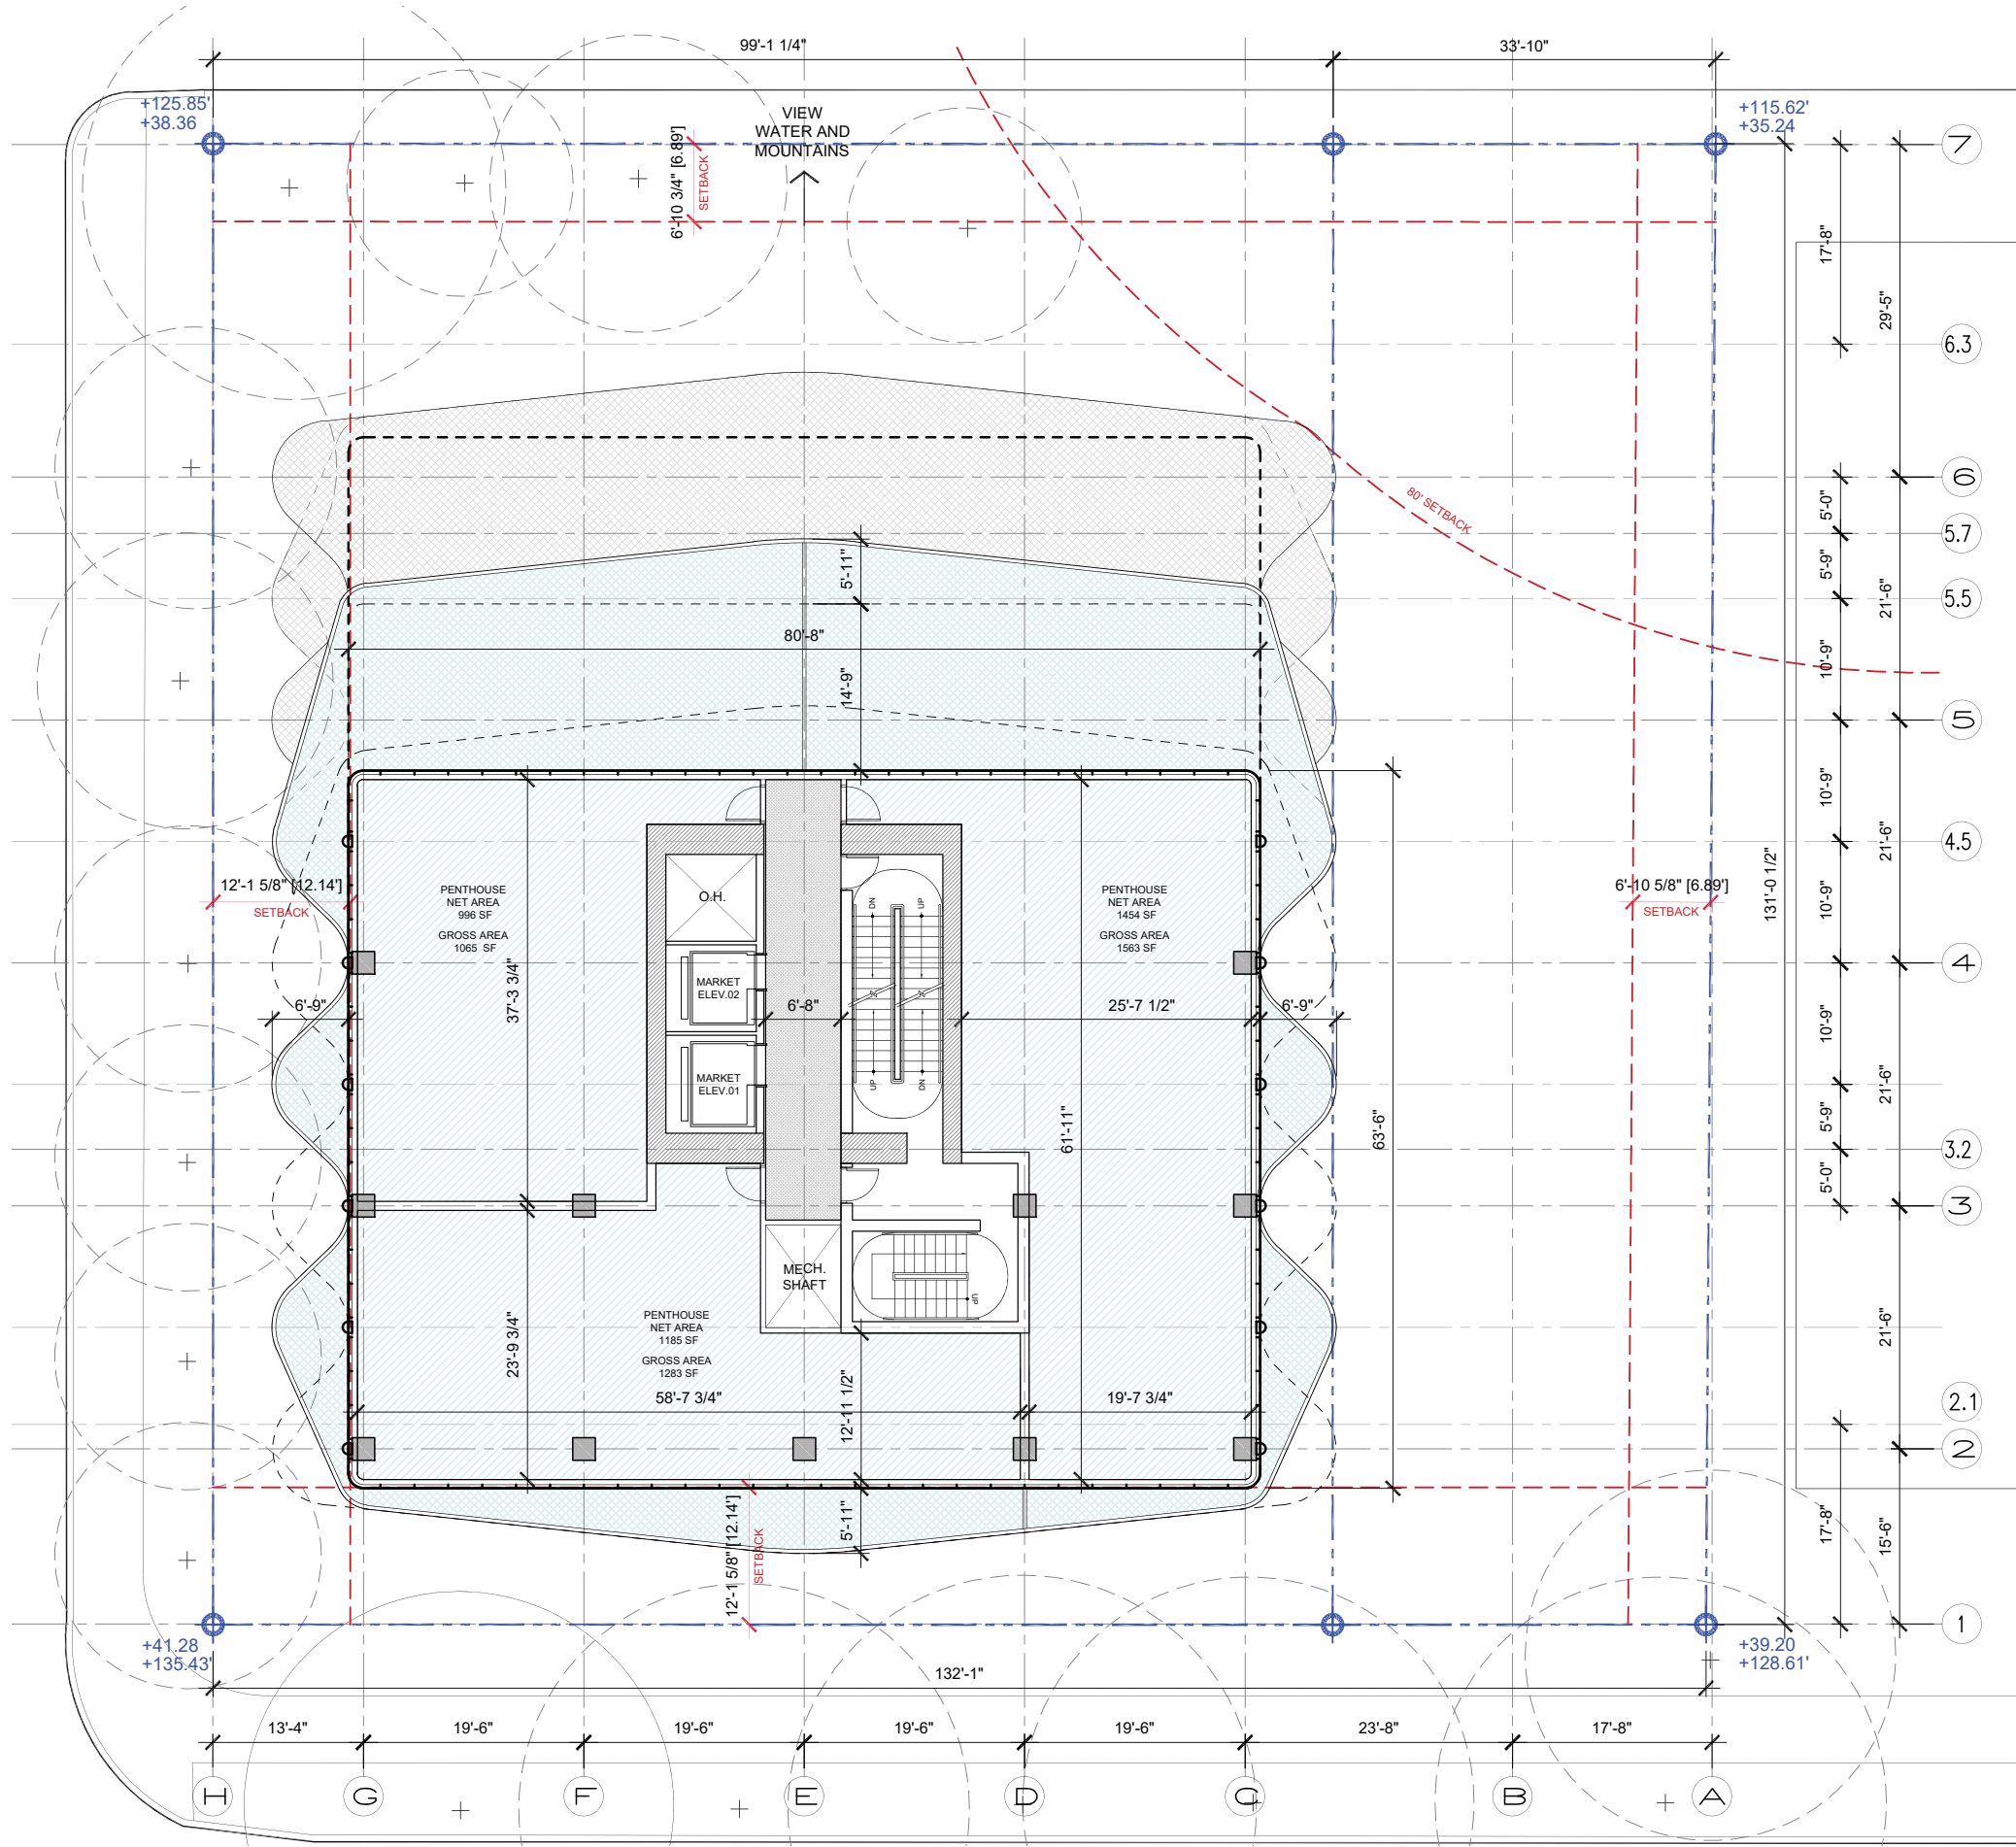 99'-1 1/4"
33'-10"
+125.85'
+38.36
VIEW
WATER AND
MOUNTAINS
+115.62'
+35.24
7
6'-10 3/4" [6.89']
SETBACK
17'-8"
29'-5"
6.3
6
80' SETBACK
5'-0"
5.7
5'-11"
5'-9"
21'-6"
5.5
80'-8"
14'-9"
10'-9"
5
10'-9"
21'-6"
4.5
12'-1 5/8" [12.14']
SETBACK
PENTHOUSE
NET AREA
996 SF
GROSS AREA
1065 SF
O.H.
DN
UP
PENTHOUSE
NET AREA
1454 SF
GROSS AREA
1563 SF
6'-10 5/8" [6.89']
SETBACK
131'-0 1/2"
10'-9"
4
37'-3 3/4"
MARKET
ELEV.02
6'-9"
6'-8"
25'-7 1/2"
6'-9"
10'-9"
21'-6"
MARKET
ELEV.01
UP
DN
61'-11"
63'-6"
5'-9"
3.2
5'-0"
3
MECH.
SHAFT
UP
23'-9 3/4"
PENTHOUSE
NET AREA
1185 SF
GROSS AREA
1283 SF
21'-6"
58'-7 3/4"
12'-11 1/2"
19'-7 3/4"
2.1
2
12'-1 5/8" [12.14']
SETBACK
5'-11"
17'-8"
15'-6"
1
+41.28
+135.43'
+39.20
+128.61'
132'-1"
13'-4"
19'-6"
19'-6"
19'-6"
19'-6"
23'-8"
17'-8"
H
G
F
E
D
C
B
A